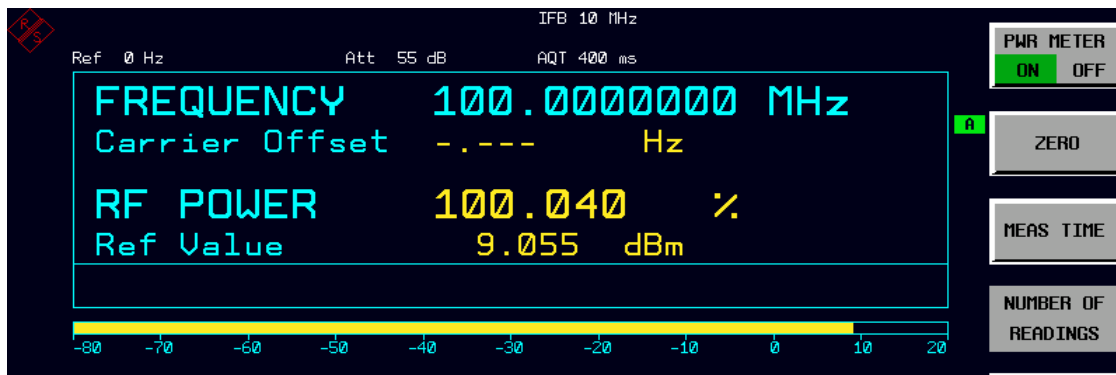 R S
IFB 10 MHz
Ref 0 Hz Att 55 dB AQT 400 ms
FREQUENCY 100.0000000 MHz
Carrier Offset -.--- Hz
RF POWER 100.040 %
Ref Value 9.055 dBm
-80 -70 -60 -50 -40 -30 -20 -10 0 10 20
A
PWR METER
ON OFF
ZERO
MEAS TIME
NUMBER OF
READINGS